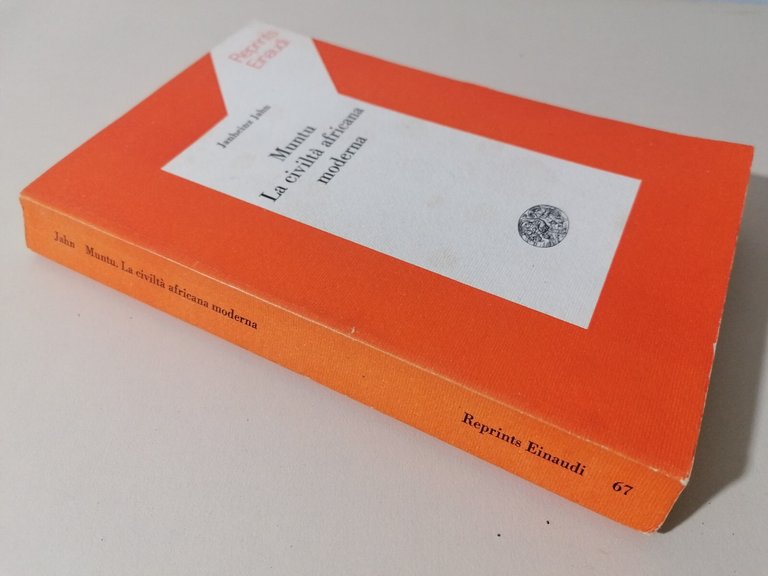 Reprints
Einaudi
Janheinz Jahn
Muntu
La civiltà africana
moderna
Jahn Muntu. La civiltà africana moderna
Reprints Einaudi 67